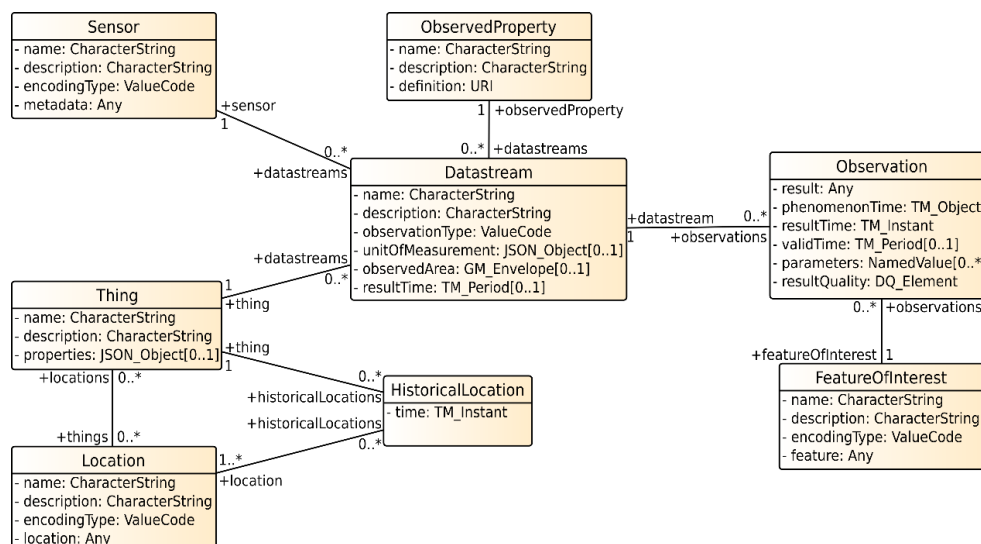 Sensor
- name: CharacterString
- description: CharacterString
- encodingType: ValueCode
- metadata: Any
+sensor
1
0..*
+datastreams
ObservedProperty
- name: CharacterString
- description: CharacterString
- definition: URI
1 +observedProperty
0..* +datastreams
Datastream
- name: CharacterString
- description: CharacterString
- observationType: ValueCode
- unitOfMeasurement: JSON_Object[0..1]
- observedArea: GM_Envelope[0..1]
- resultTime: TM_Period[0..1]
+datastream 0..*
1 +observations
Observation
- result: Any
- phenomenonTime: TM_Object
- resultTime: TM_Instant
- validTime: TM_Period[0..1]
- parameters: NamedValue[0..*
- resultQuality: DQ_Element
0..* +observations
+featureOfInterest 1
FeatureOfInterest
- name: CharacterString
- description: CharacterString
- encodingType: ValueCode
- feature: Any
+datastreams
0..*
1
+thing
Thing
- name: CharacterString
- description: CharacterString
- properties: JSON_Object[0..1]
+thing
1
0..*
+historicalLocations
HistoricalLocation
- time: TM_Instant
+historicalLocations
0..*
+locations 0..*
+things 0..*
1..*
+location
Location
- name: CharacterString
- description: CharacterString
- encodingType: ValueCode
- location: Any